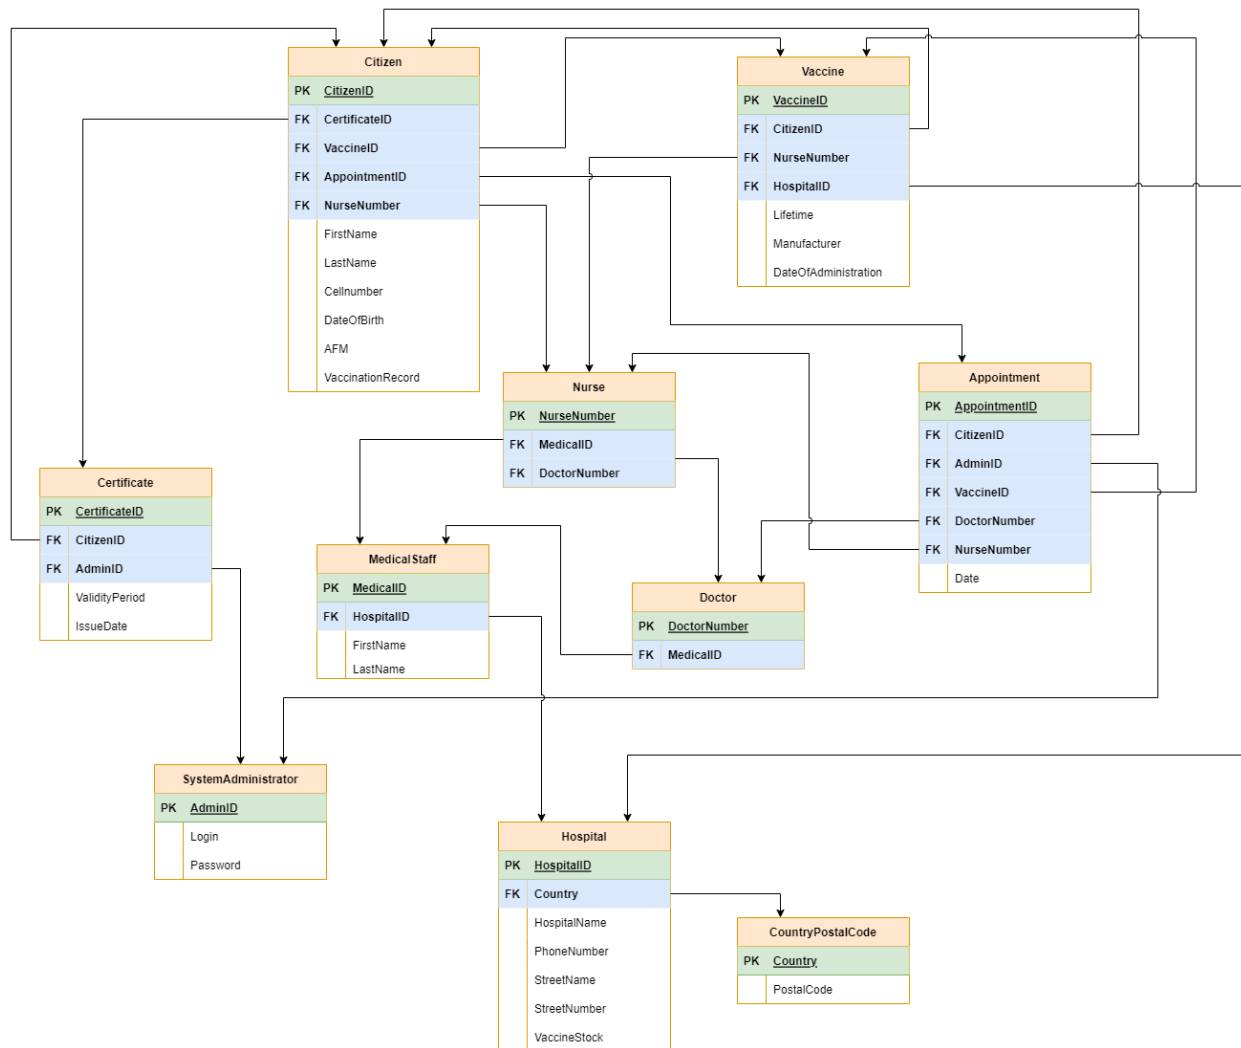 Citizen
PK CitizenID
FK CertificateID
FK VaccineID
FK AppointmentID
FK NurseNumber
FirstName
LastName
Cellnumber
DateOfBirth
AFM
VaccinationRecord
Vaccine
PK VaccineID
FK CitizenID
FK NurseNumber
FK HospitalID
Lifetime
Manufacturer
DateOfAdministration
Nurse
PK NurseNumber
FK MedicalID
FK DoctorNumber
Appointment
PK AppointmentID
FK CitizenID
FK AdminID
FK VaccineID
FK DoctorNumber
FK NurseNumber
Date
Certificate
PK CertificateID
FK CitizenID
FK AdminID
ValidityPeriod
IssueDate
MedicalStaff
PK MedicalID
FK HospitalID
FirstName
LastName
Doctor
PK DoctorNumber
FK MedicalID
SystemAdministrator
PK AdminID
Login
Password
Hospital
PK HospitalID
FK Country
HospitalName
PhoneNumber
StreetName
StreetNumber
VaccineStock
CountryPostalCode
PK Country
PostalCode